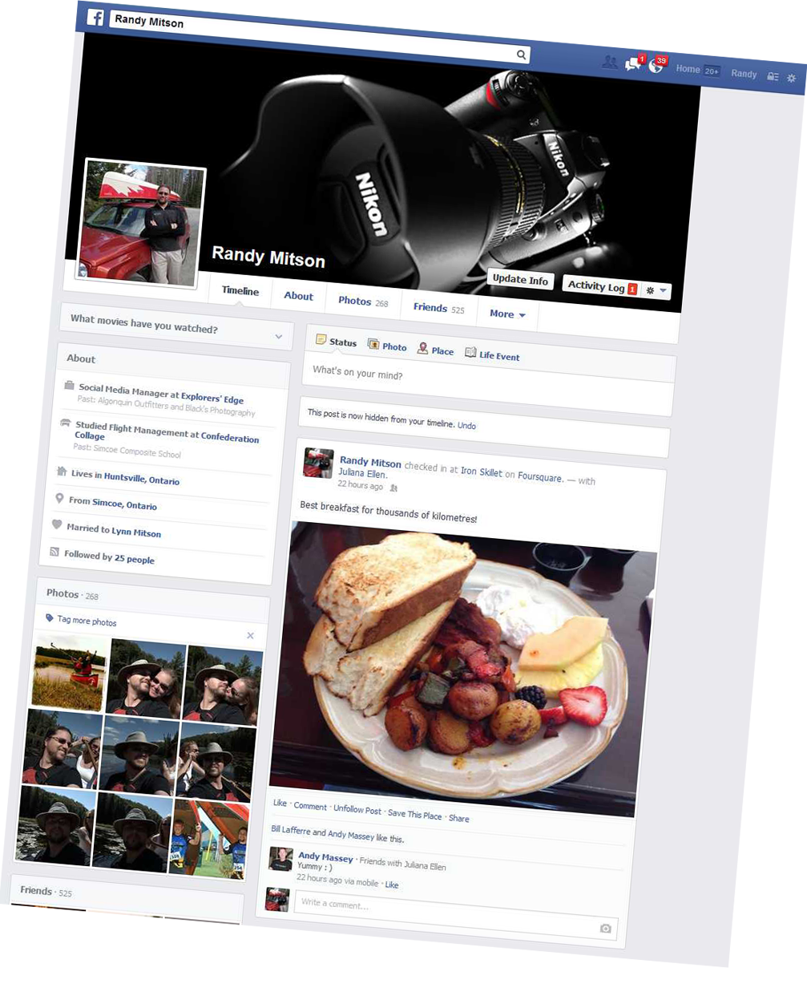 Randy Mitson
1
39
Home 20+ Randy
Nikon
Nikon
Randy Mitson
Update Info
Activity Log 1
Timeline
About
Photos 268
Friends 525
More
What movies have you watched?
About
Social Media Manager at Explorers' Edge
Past: Algonquin Outfitters and Black's Photography
Studied Flight Management at Confederation
Collage
Past: Simcoe Composite School
Lives in Huntsville, Ontario
From Simcoe, Ontario
Married to Lynn Mitson
Followed by 25 people
Photos · 268
Tag more photos
Friends · 525
Status
Photo
Place
Life Event
What's on your mind?
This post is now hidden from your timeline. Undo
Randy Mitson checked in at Iron Skillet on Foursquare. — with
Juliana Ellen.
22 hours ago
Best breakfast for thousands of kilometres!
Like · Comment · Unfollow Post · Save This Place · Share
Bill Lafferre and Andy Massey like this.
Andy Massey · Friends with Juliana Ellen
Yummy : )
22 hours ago via mobile · Like
Write a comment...